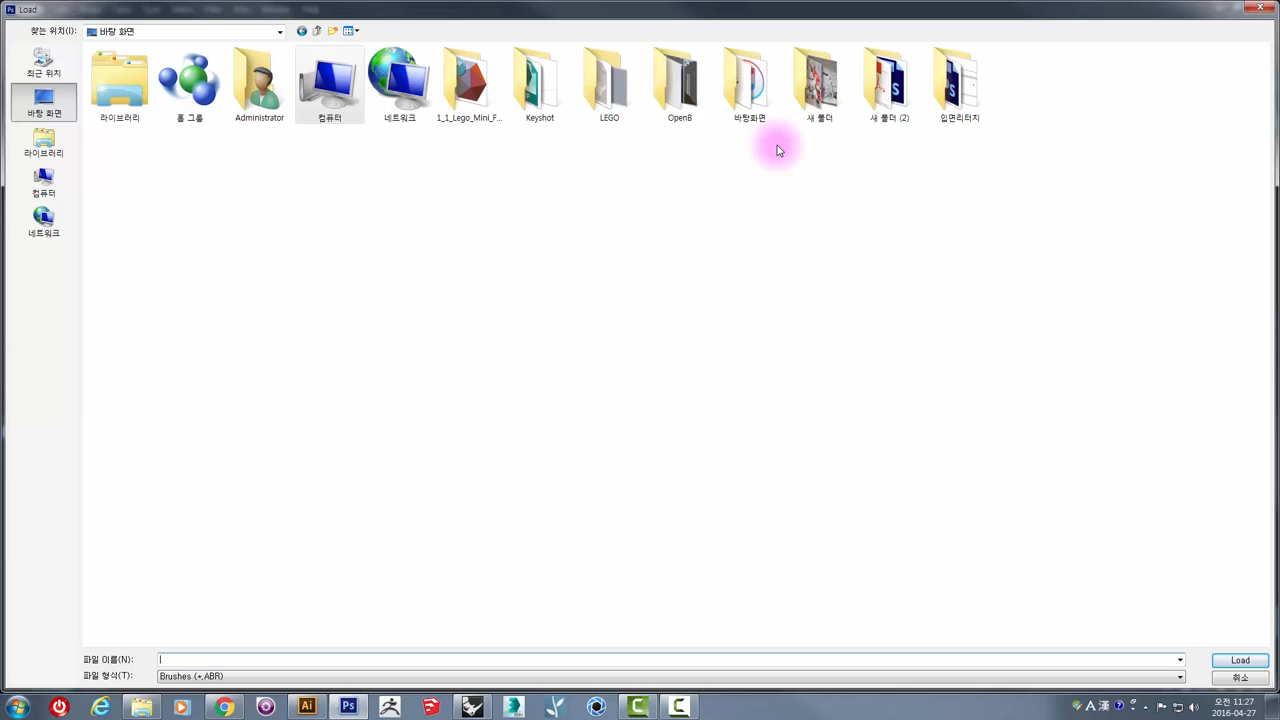 Load
찾는 위치(I):
바탕 화면
최근 위치
바탕 화면
라이브러리
컴퓨터
네트워크
라이브러리
홈 그룹
Administrator
컴퓨터
네트워크
1_1_Lego_Mini_F...
Keyshot
LEGO
OpenB
바탕화면
새 폴더
새 폴더 (2)
입면리터치
파일 이름(N):
Load
파일 형식(T):
Brushes (*.ABR)
취소
Ai
Ps
A 漢
오전 11:27
2016-04-27